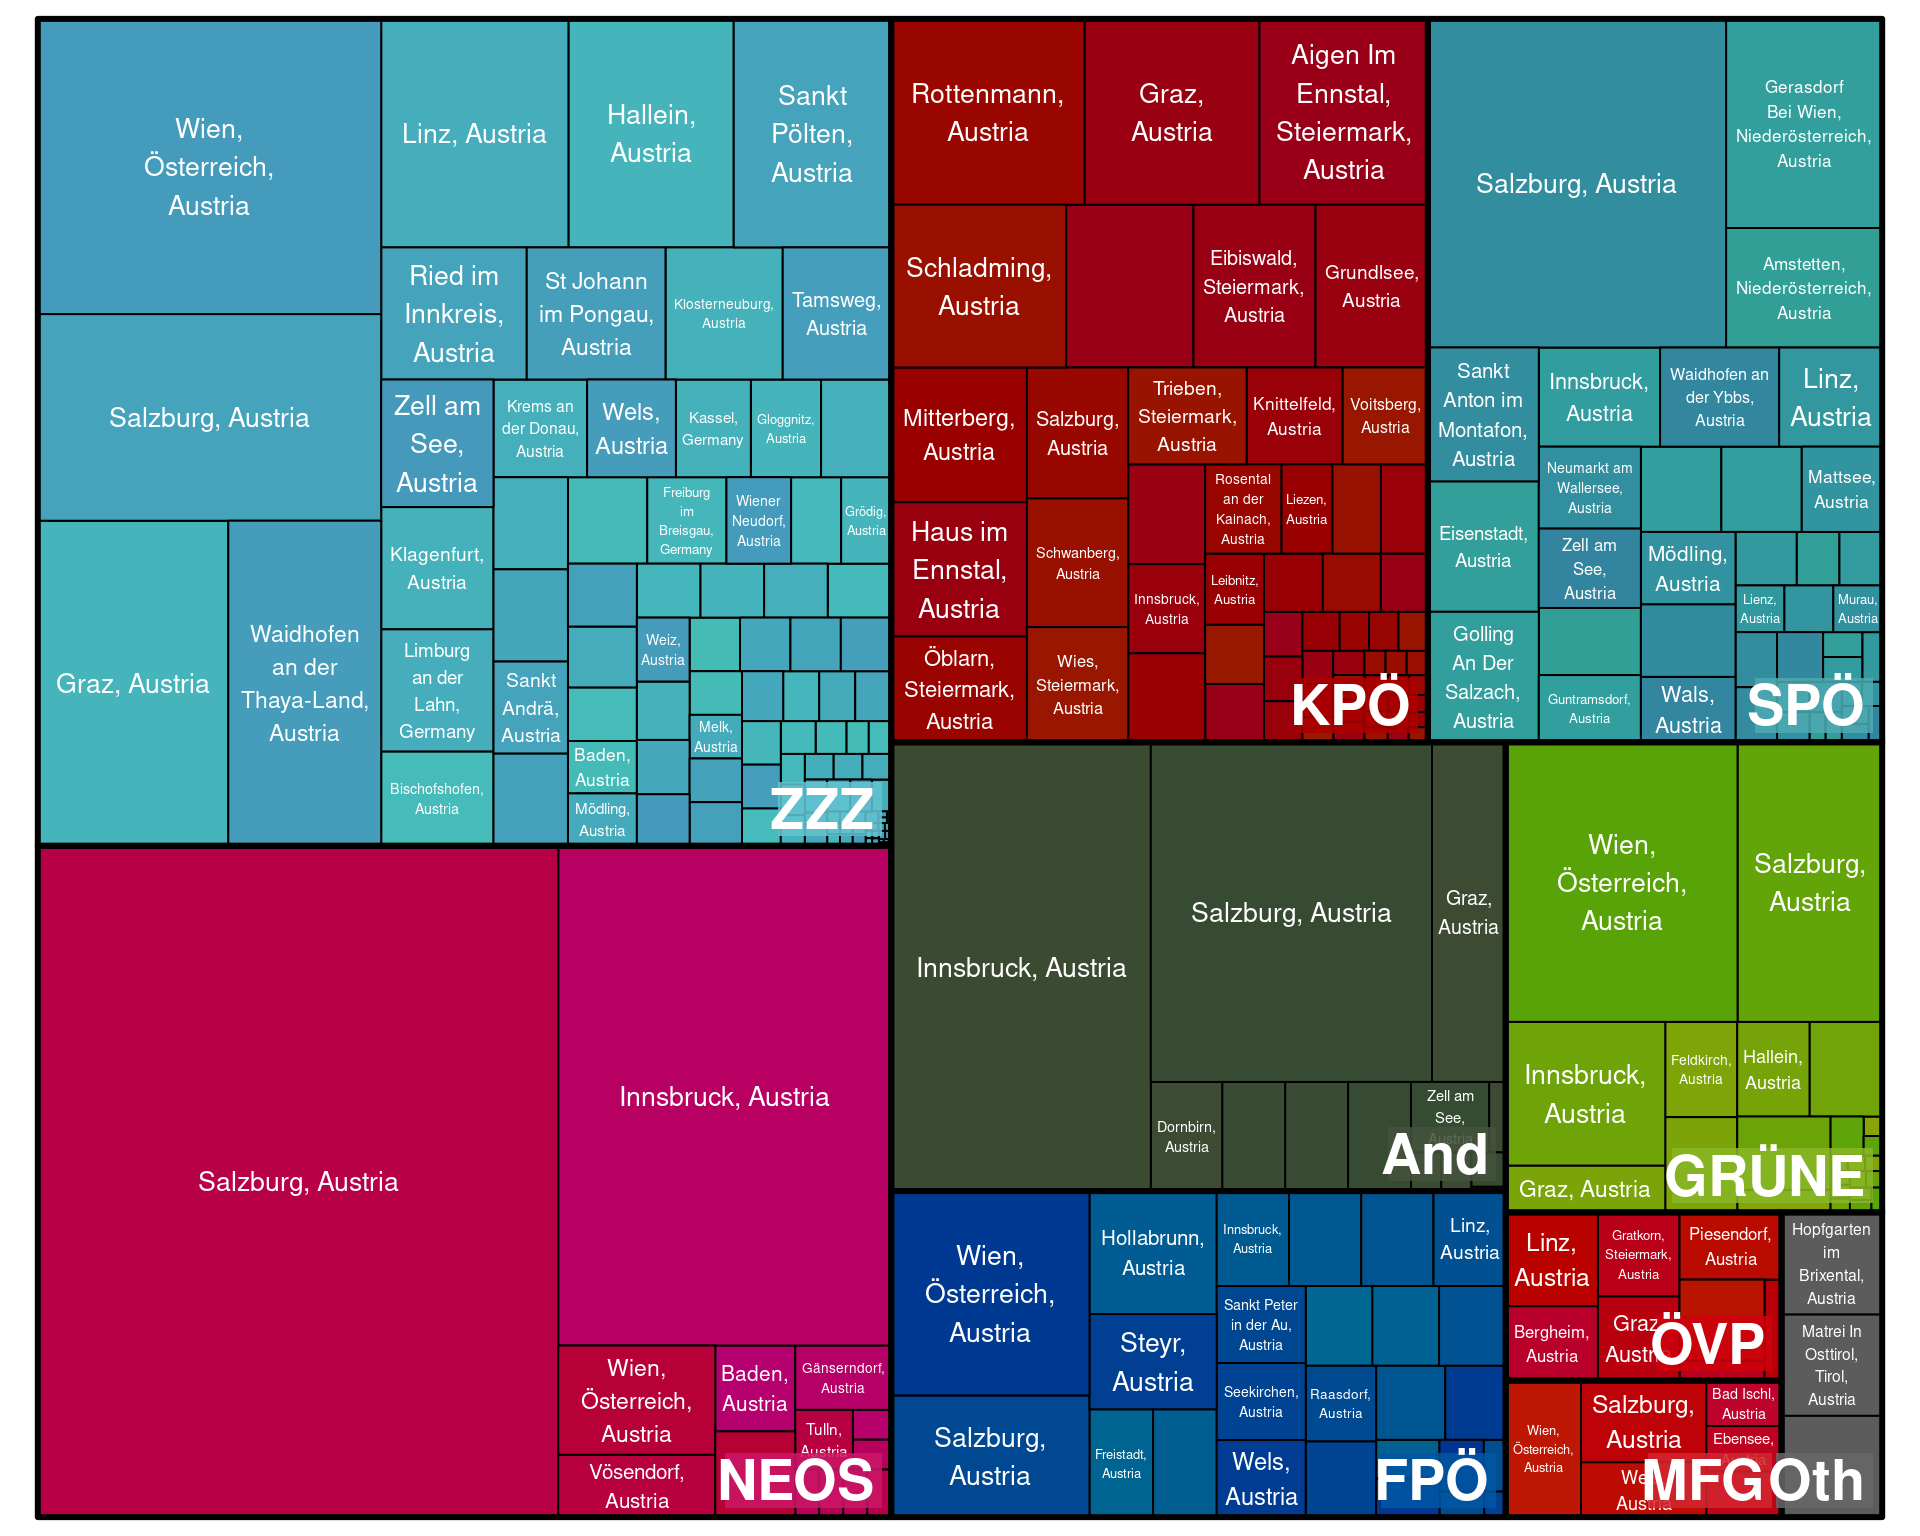 Wien,
Österreich,
Austria
Linz, Austria
Hallein,
Austria
Sankt
Pölten,
Austria
Salzburg, Austria
Graz, Austria
Waidhofen
an der
Thaya-Land,
Austria
Ried im
Innkreis,
Austria
St Johann
im Pongau,
Austria
Klosterneuburg,
Austria
Tamsweg,
Austria
Zell am
See,
Austria
Krems an
der Donau,
Austria
Wels,
Austria
Kassel,
Germany
Gloggnitz,
Austria
Klagenfurt,
Austria
Freiburg
im
Breisgau,
Germany
Wiener
Neudorf,
Austria
Grödig,
Austria
Limburg
an der
Lahn,
Germany
Sankt
Andrä,
Austria
Weiz,
Austria
Melk,
Austria
Bischofshofen,
Austria
Baden,
Austria
Mödling,
Austria
ZZZ
Rottenmann,
Austria
Graz,
Austria
Aigen Im
Ennstal,
Steiermark,
Austria
Schladming,
Austria
Eibiswald,
Steiermark,
Austria
Grundlsee,
Austria
Mitterberg,
Austria
Salzburg,
Austria
Trieben,
Steiermark,
Austria
Knittelfeld,
Austria
Voitsberg,
Austria
Haus im
Ennstal,
Austria
Schwanberg,
Austria
Rosental
an der
Kainach,
Austria
Liezen,
Austria
Innsbruck,
Austria
Leibnitz,
Austria
Öblarn,
Steiermark,
Austria
Wies,
Steiermark,
Austria
KPÖ
Salzburg, Austria
Gerasdorf
Bei Wien,
Niederösterreich,
Austria
Amstetten,
Niederösterreich,
Austria
Sankt
Anton im
Montafon,
Austria
Innsbruck,
Austria
Waidhofen an
der Ybbs,
Austria
Linz,
Austria
Eisenstadt,
Austria
Neumarkt am
Wallersee,
Austria
Mattsee,
Austria
Zell am
See,
Austria
Mödling,
Austria
Lienz,
Austria
Murau,
Austria
Golling
An Der
Salzach,
Austria
Guntramsdorf,
Austria
Wals,
Austria
SPÖ
Salzburg, Austria
Innsbruck, Austria
Wien,
Österreich,
Austria
Baden,
Austria
Gänserndorf,
Austria
Tulln,
Austria
Vösendorf,
Austria
NEOS
Innsbruck, Austria
Salzburg, Austria
Graz,
Austria
Dornbirn,
Austria
Zell am
See,
Austria
And
Wien,
Österreich,
Austria
Salzburg,
Austria
Innsbruck,
Austria
Feldkirch,
Austria
Hallein,
Austria
Graz, Austria
GRÜNE
Wien,
Österreich,
Austria
Hollabrunn,
Austria
Innsbruck,
Austria
Linz,
Austria
Steyr,
Austria
Sankt Peter
in der Au,
Austria
Salzburg,
Austria
Seekirchen,
Austria
Raasdorf,
Austria
Freistadt,
Austria
Wels,
Austria
FPÖ
Linz,
Austria
Gratkorn,
Steiermark,
Austria
Piesendorf,
Austria
Bergheim,
Austria
Graz
Austria
ÖVP
Wien,
Österreich,
Austria
Salzburg,
Austria
Bad Ischl,
Austria
Ebensee,
Austria
MFG
Hopfgarten
im
Brixental,
Austria
Matrei In
Osttirol,
Tirol,
Austria
Oth